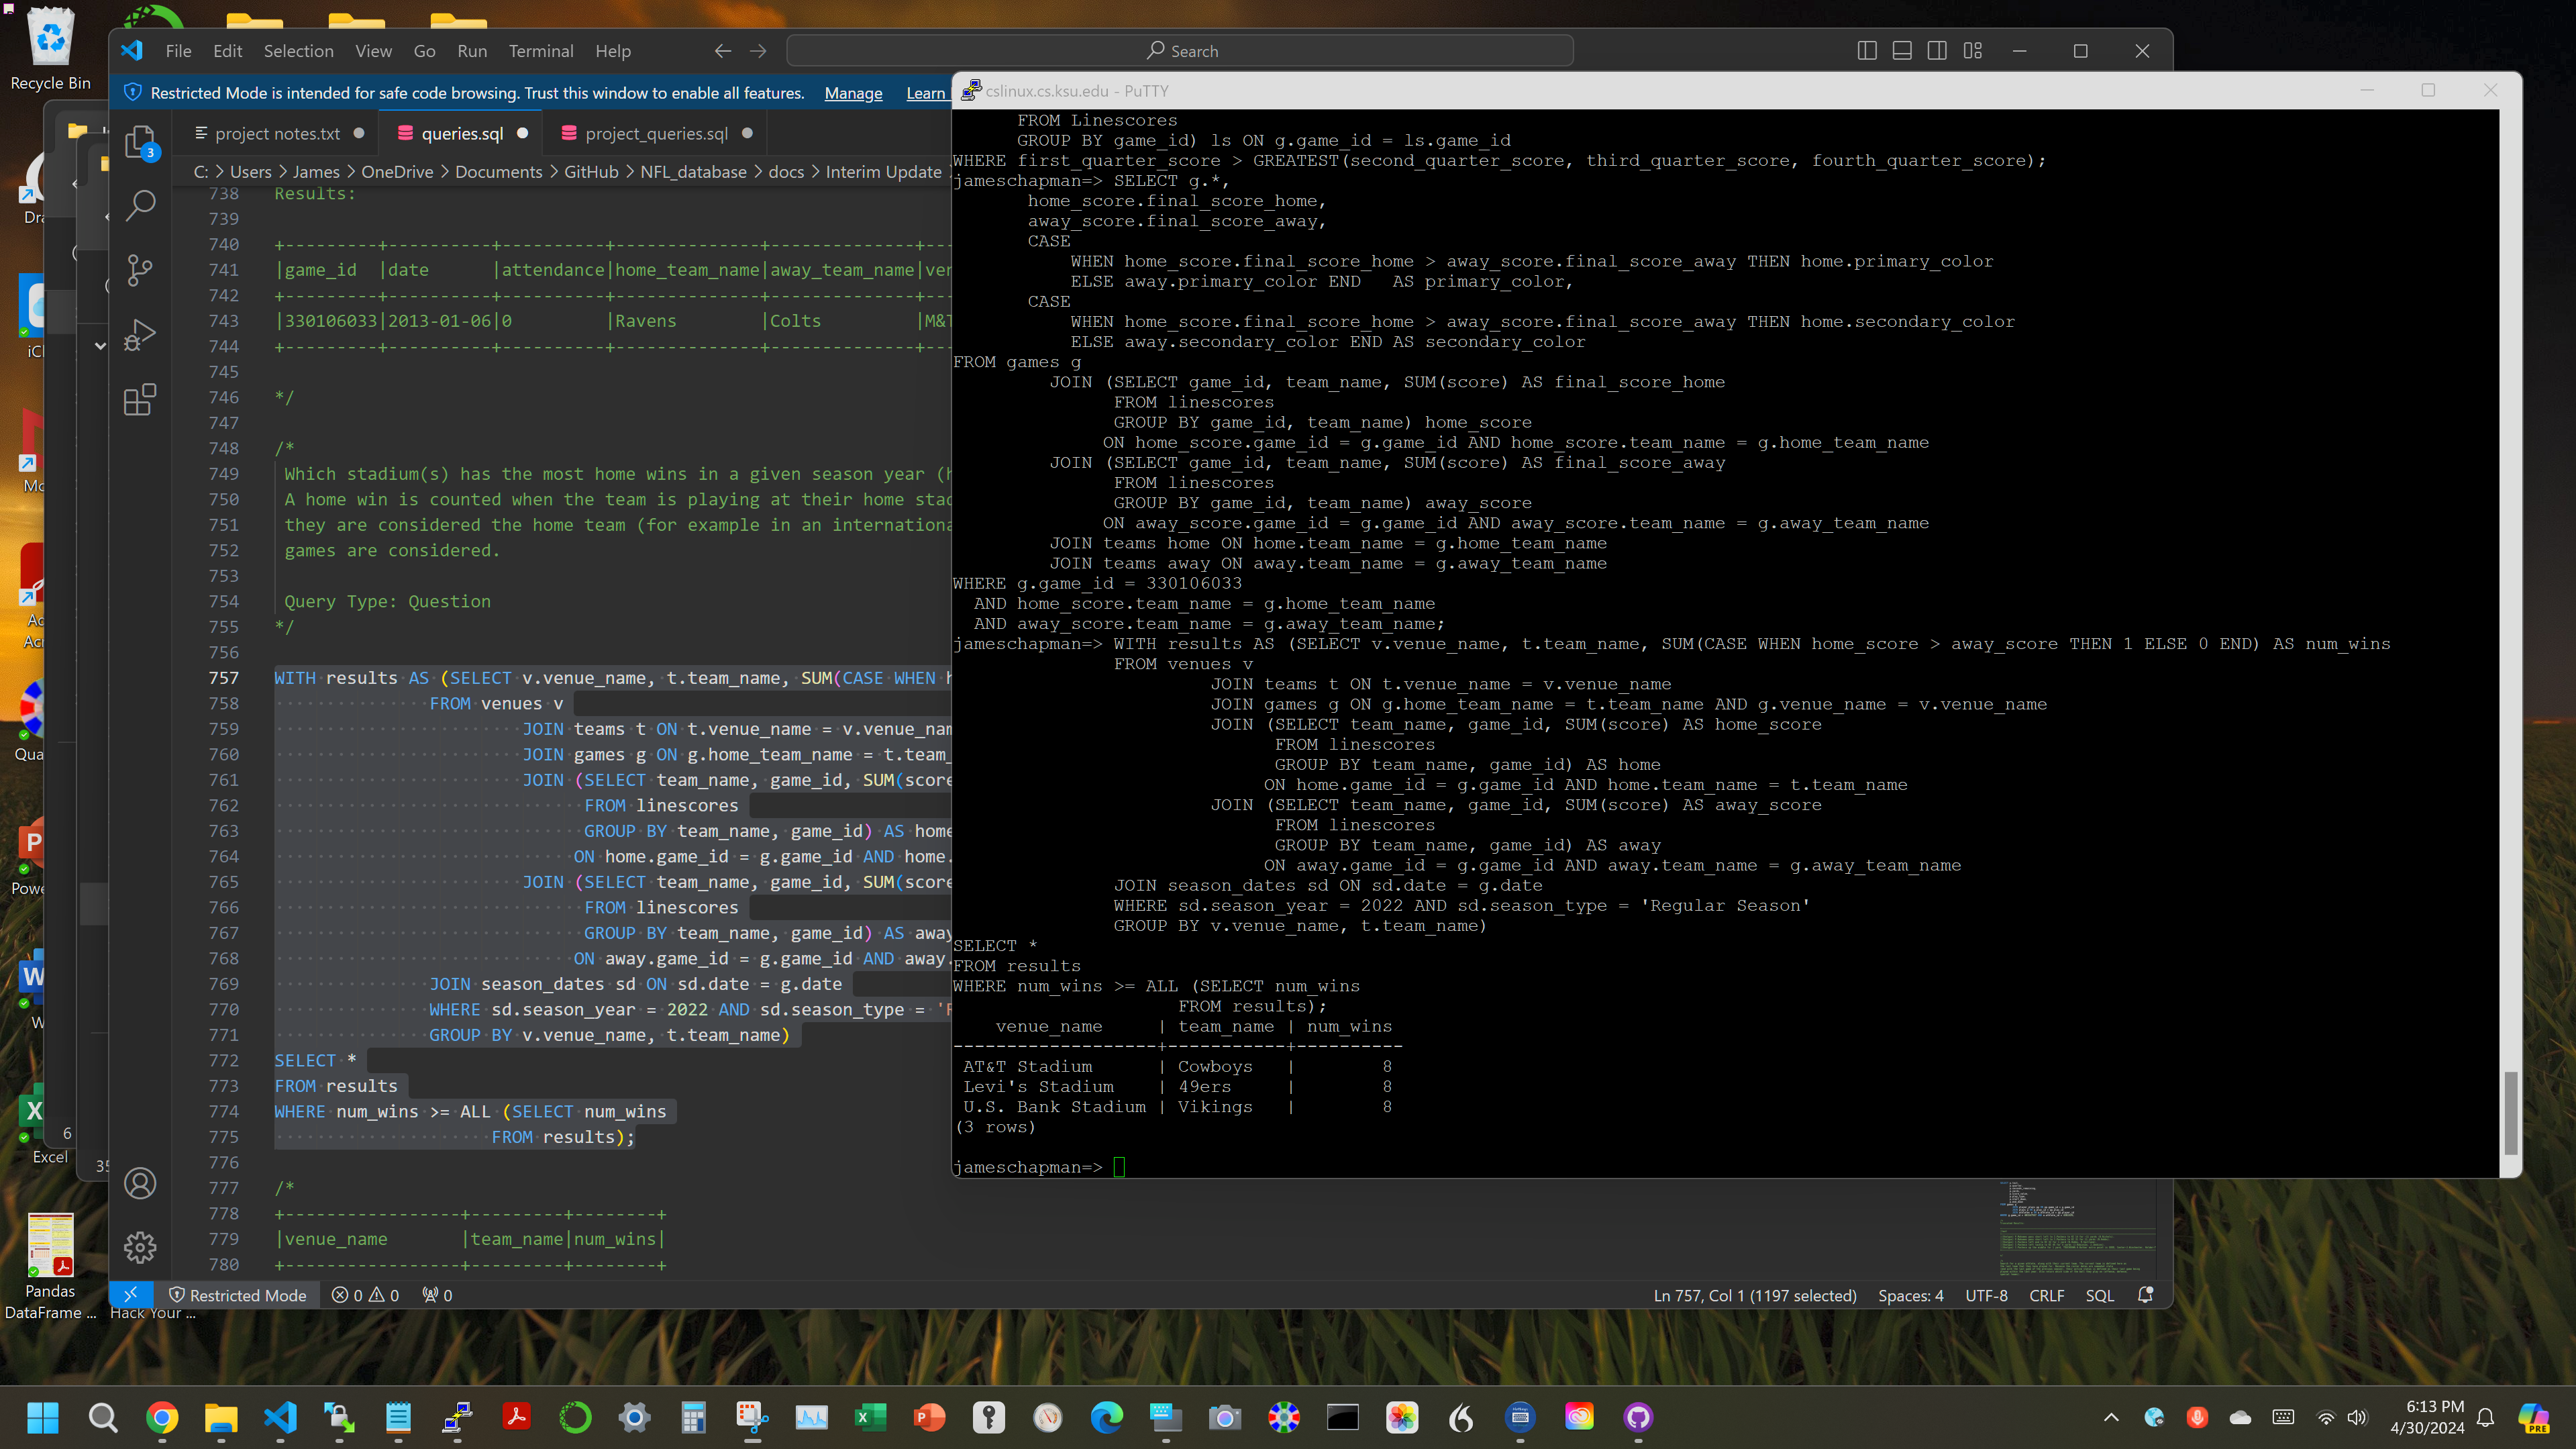 Recycle Bin
File Edit Selection View Go Run Terminal Help
Search
Restricted Mode is intended for safe code browsing. Trust this window to enable all features. Manage Learn
project notes.txt
queries.sql
project_queries.sql
C: > Users > James > OneDrive > Documents > GitHub > NFL_database > docs > Interim Update
3
738 Results:
739
740 +---------+----------+----------+--------------+--------------+---
741 |game_id  |date      |attendance|home_team_name|away_team_name|ven
742 +---------+----------+----------+--------------+--------------+---
743 |330106033|2013-01-06|0         |Ravens        |Colts         |M&T
744 +---------+----------+----------+--------------+--------------+---
745
746 */
747
748 /*
749 Which stadium(s) has the most home wins in a given season year (h
750 A home win is counted when the team is playing at their home stad
751 they are considered the home team (for example in an internationa
752 games are considered.
753
754 Query Type: Question
755 */
756
757 WITH results AS (SELECT v.venue_name, t.team_name, SUM(CASE WHEN h
758 FROM venues v
759 JOIN teams t ON t.venue_name = v.venue_nam
760 JOIN games g ON g.home_team_name = t.team_
761 JOIN (SELECT team_name, game_id, SUM(score
762 FROM linescores
763 GROUP BY team_name, game_id) AS home
764 ON home.game_id = g.game_id AND home.
765 JOIN (SELECT team_name, game_id, SUM(score
766 FROM linescores
767 GROUP BY team_name, game_id) AS away
768 ON away.game_id = g.game_id AND away.
769 JOIN season_dates sd ON sd.date = g.date
770 WHERE sd.season_year = 2022 AND sd.season_type = 'R
771 GROUP BY v.venue_name, t.team_name)
772 SELECT *
773 FROM results
774 WHERE num_wins >= ALL (SELECT num_wins
775 FROM results);
776
777 /*
778 +-----------------+---------+--------+
779 |venue_name       |team_name|num_wins|
780 +-----------------+---------+--------+
Restricted Mode 0 0 0
Ln 757, Col 1 (1197 selected) Spaces: 4 UTF-8 CRLF SQL
cslinux.cs.ksu.edu - PuTTY
FROM Linescores
GROUP BY game_id) ls ON g.game_id = ls.game_id
WHERE first_quarter_score > GREATEST(second_quarter_score, third_quarter_score, fourth_quarter_score);
jameschapman=> SELECT g.*,
home_score.final_score_home,
away_score.final_score_away,
CASE
WHEN home_score.final_score_home > away_score.final_score_away THEN home.primary_color
ELSE away.primary_color END   AS primary_color,
CASE
WHEN home_score.final_score_home > away_score.final_score_away THEN home.secondary_color
ELSE away.secondary_color END AS secondary_color
FROM games g
JOIN (SELECT game_id, team_name, SUM(score) AS final_score_home
FROM linescores
GROUP BY game_id, team_name) home_score
ON home_score.game_id = g.game_id AND home_score.team_name = g.home_team_name
JOIN (SELECT game_id, team_name, SUM(score) AS final_score_away
FROM linescores
GROUP BY game_id, team_name) away_score
ON away_score.game_id = g.game_id AND away_score.team_name = g.away_team_name
JOIN teams home ON home.team_name = g.home_team_name
JOIN teams away ON away.team_name = g.away_team_name
WHERE g.game_id = 330106033
AND home_score.team_name = g.home_team_name
AND away_score.team_name = g.away_team_name;
jameschapman=> WITH results AS (SELECT v.venue_name, t.team_name, SUM(CASE WHEN home_score > away_score THEN 1 ELSE 0 END) AS num_wins
FROM venues v
JOIN teams t ON t.venue_name = v.venue_name
JOIN games g ON g.home_team_name = t.team_name AND g.venue_name = v.venue_name
JOIN (SELECT team_name, game_id, SUM(score) AS home_score
FROM linescores
GROUP BY team_name, game_id) AS home
ON home.game_id = g.game_id AND home.team_name = t.team_name
JOIN (SELECT team_name, game_id, SUM(score) AS away_score
FROM linescores
GROUP BY team_name, game_id) AS away
ON away.game_id = g.game_id AND away.team_name = g.away_team_name
JOIN season_dates sd ON sd.date = g.date
WHERE sd.season_year = 2022 AND sd.season_type = 'Regular Season'
GROUP BY v.venue_name, t.team_name)
SELECT *
FROM results
WHERE num_wins >= ALL (SELECT num_wins
FROM results);
venue_name | team_name | num_wins
-------------------+-----------+----------
AT&T Stadium | Cowboys | 8
Levi's Stadium | 49ers | 8
U.S. Bank Stadium | Vikings | 8
(3 rows)
jameschapman=>
Dra
iCl
Mo
Ad
Acr
Qua
Powe
W
Excel
6
35
Pandas
DataFrame ...
Hack Your ...
6:13 PM
4/30/2024
PRE